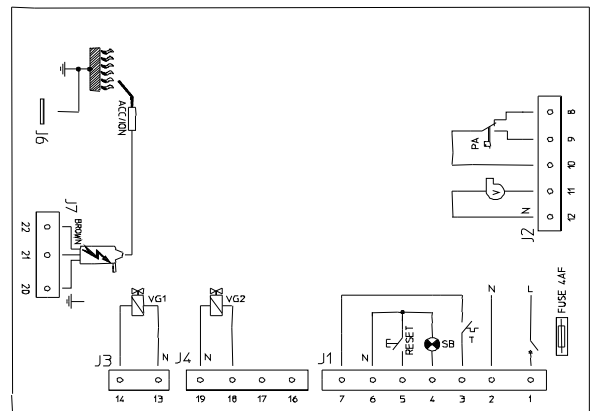 ACC/ION
J6
8
9
PA
10
V
11
N
12
J2
J7
BROWN
22
21
20
VG1
VG2
N
L
FUSE 4AF
RESET
SB
T
J3
N
J4
N
J1
N
14
13
19
18
17
16
7
6
5
4
3
2
1